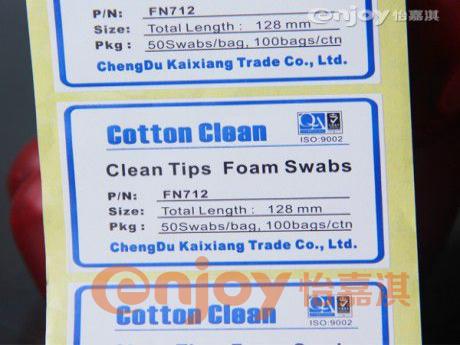 enjoy 怡嘉淇
P/N: FN712
Size: Total Length : 128 mm
Pkg : 50Swabs/bag, 100bags/ctn
ChengDu Kaixiang Trade Co., Ltd.
Cotton Clean
QA
ISO:9002
Clean Tips Foam Swabs
P/N: FN712
Size: Total Length : 128 mm
Pkg : 50Swabs/bag, 100bags/ctn
ChengDu Kaixiang Trade Co., Ltd.
enjoy 怡嘉淇
Cotton Clean
QA
ISO:9002